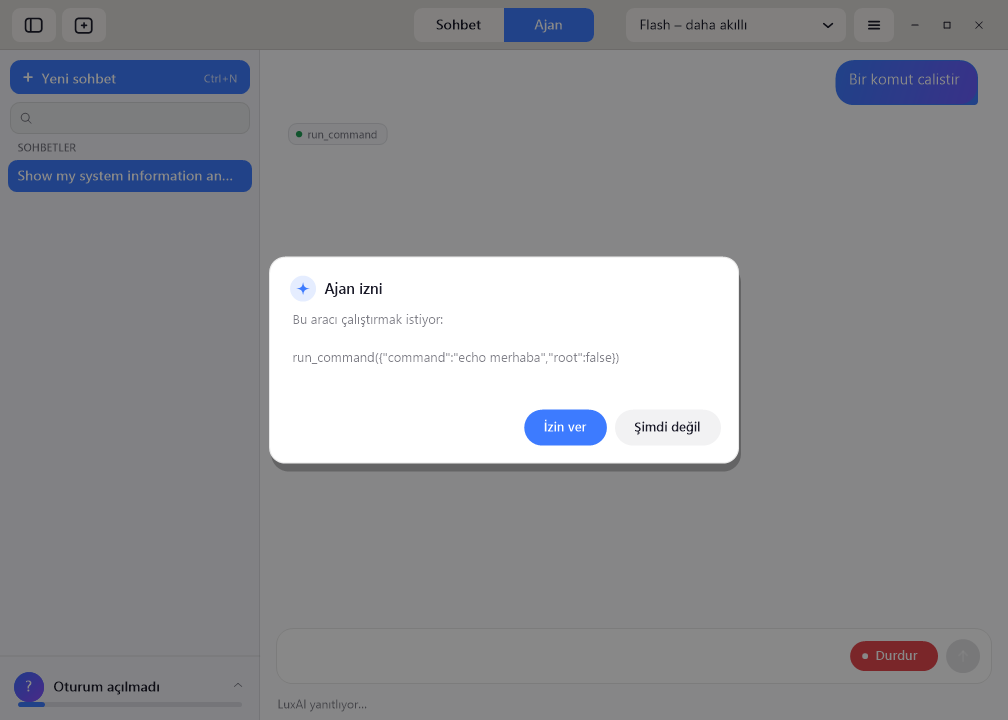 Sohbet
Ajan
Flash – daha akıllı
Yeni sohbet
Ctrl+N
SOHBETLER
Show my system information an...
Bir komut calistir
run_command
Ajan izni
Bu aracı çalıştırmak istiyor:
run_command({"command":"echo merhaba","root":false})
İzin ver
Şimdi değil
Durdur
? Oturum açılmadı
LuxAI yanıtlıyor...